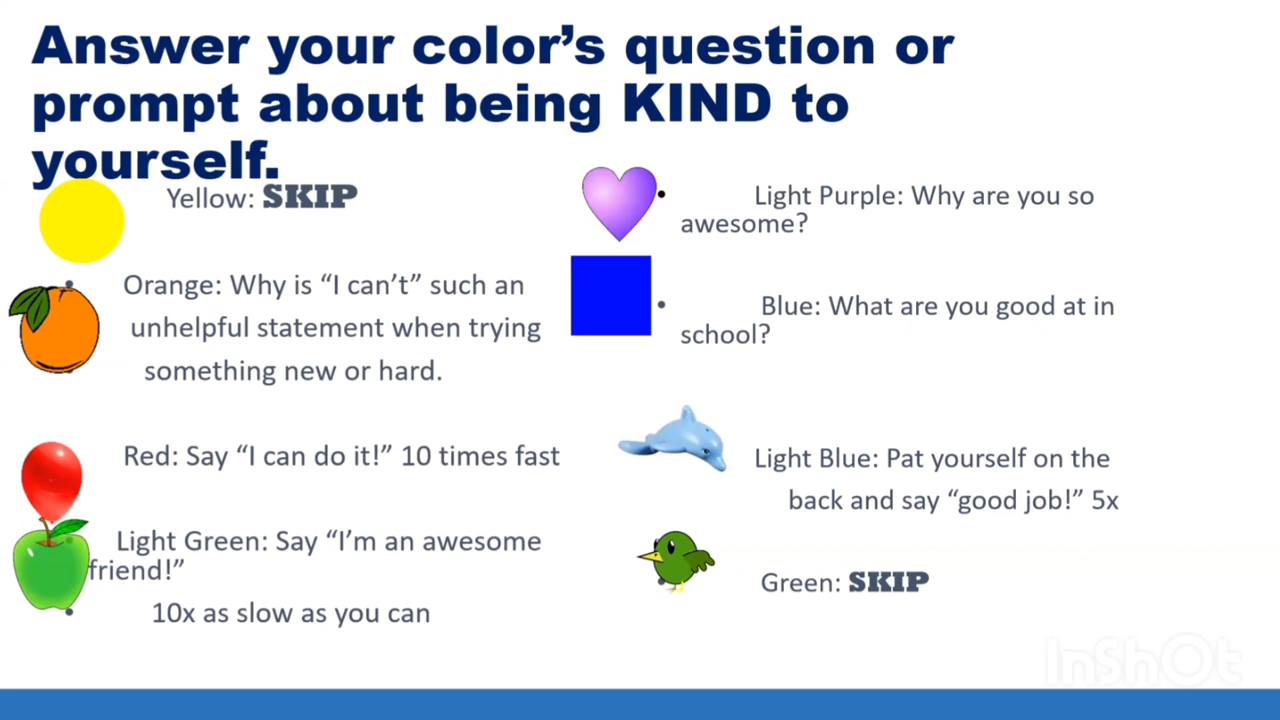 Answer your color’s question or
prompt about being KIND to
yourself.
Yellow: SKIP
Orange: Why is “I can’t” such an
unhelpful statement when trying
something new or hard.
Red: Say “I can do it!” 10 times fast
Light Green: Say “I’m an awesome
friend!”
10x as slow as you can
Light Purple: Why are you so
awesome?
Blue: What are you good at in
school?
Light Blue: Pat yourself on the
back and say “good job!” 5x
Green: SKIP
InShOt